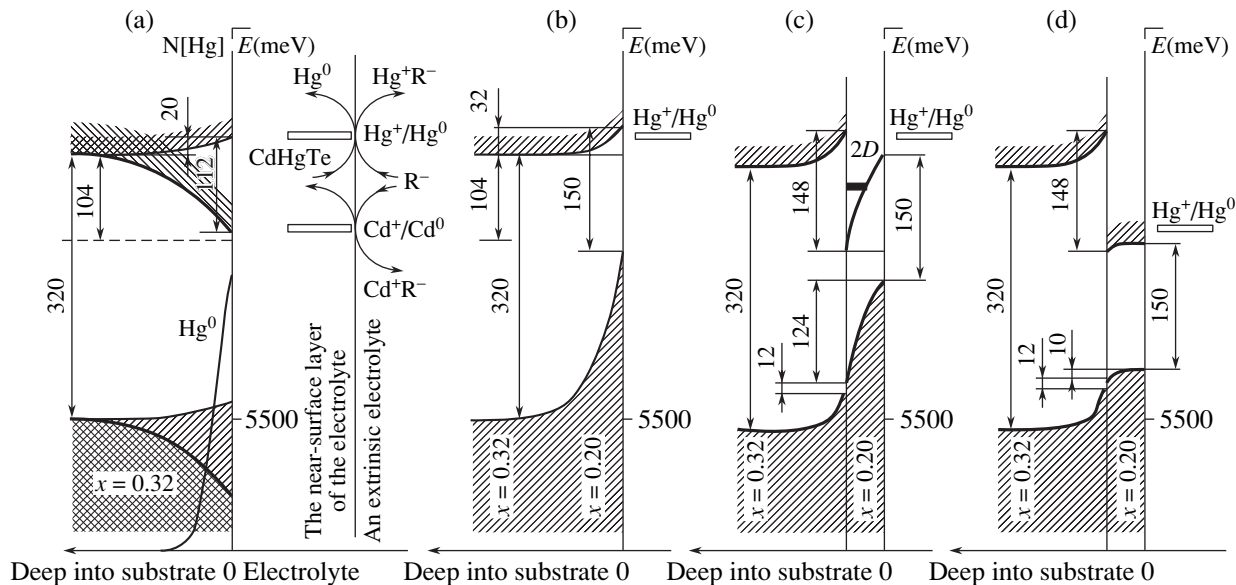 (a)
N[Hg] E(meV)
20
112
104
320
Hg⁰
x = 0.32
5500
Hg⁰ Hg⁺R⁻
Hg⁺/Hg⁰
CdHgTe
R⁻
Cd⁺/Cd⁰
Cd⁺R⁻
The near-surface layer
of the electrolyte
An extrinsic electrolyte
Deep into substrate 0 Electrolyte
(b)
E(meV)
32
Hg⁺/Hg⁰
104
150
320
5500
x = 0.32
x = 0.20
Deep into substrate 0
(c)
E(meV)
Hg⁺/Hg⁰
2D
148
150
320
124
12
5500
x = 0.32
x = 0.20
Deep into substrate 0
(d)
E(meV)
148
Hg⁺/Hg⁰
320
150
10
12
5500
x = 0.32
x = 0.20
Deep into substrate 0